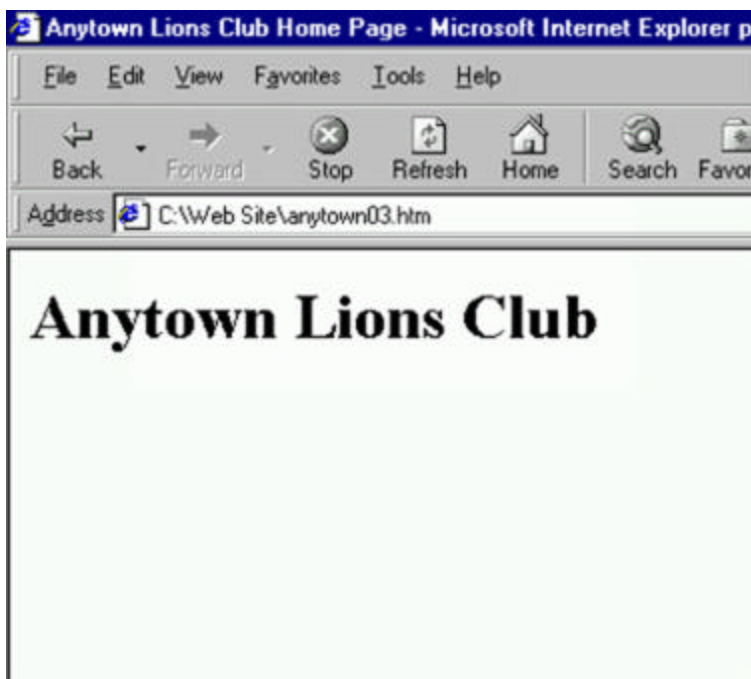 Anytown Lions Club Home Page - Microsoft Internet Explorer p
File Edit View Favorites Tools Help
Back Forward Stop Refresh Home Search Favor
Address C:\Web Site\anytown03.htm
Anytown Lions Club